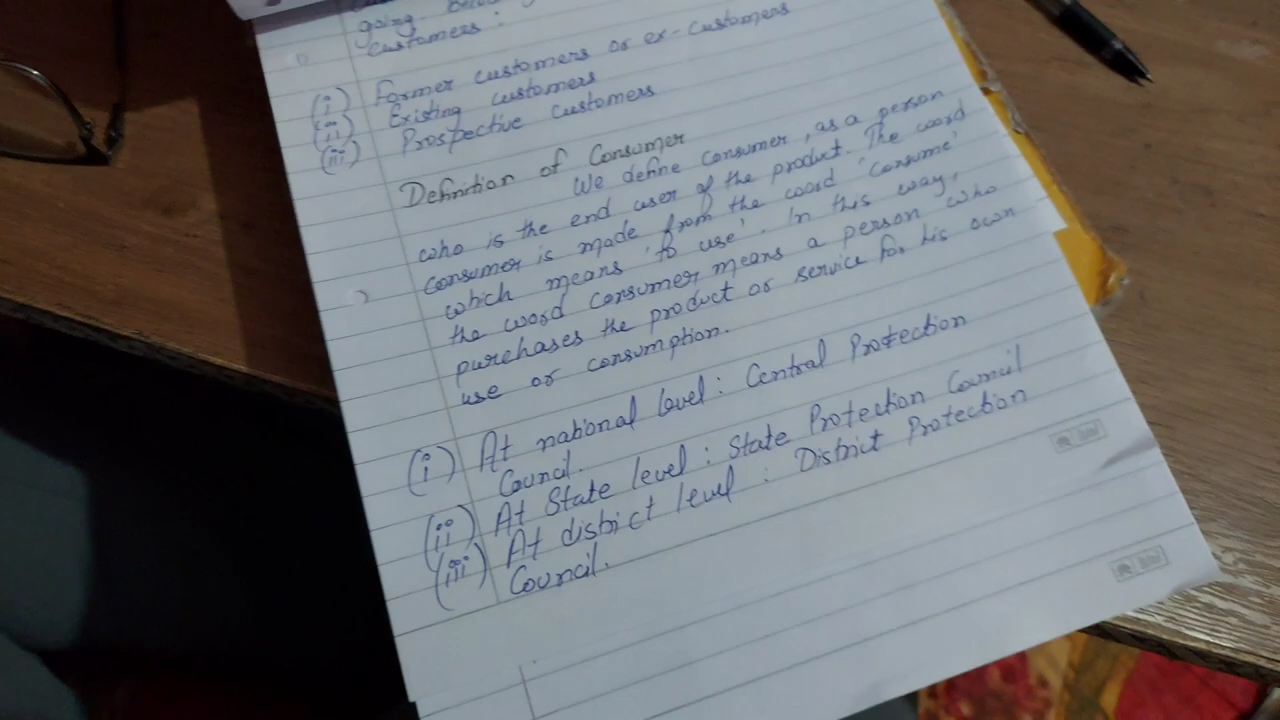 going.
customers :
(i) Former customers or ex-customers
(ii) Existing customers
(iii) Prospective customers
Definition of Consumer
We define consumer, as a person
who is the end user of the product. The word
consumer is made from the word 'consume'
which means 'to use'. In this way,
the word consumer means a person who
purchases the product or service for his own
use or consumption.
(i) At national level : Central Protection
Council.
(ii) At State level : State Protection Council
(iii) At district level : District Protection
Council.